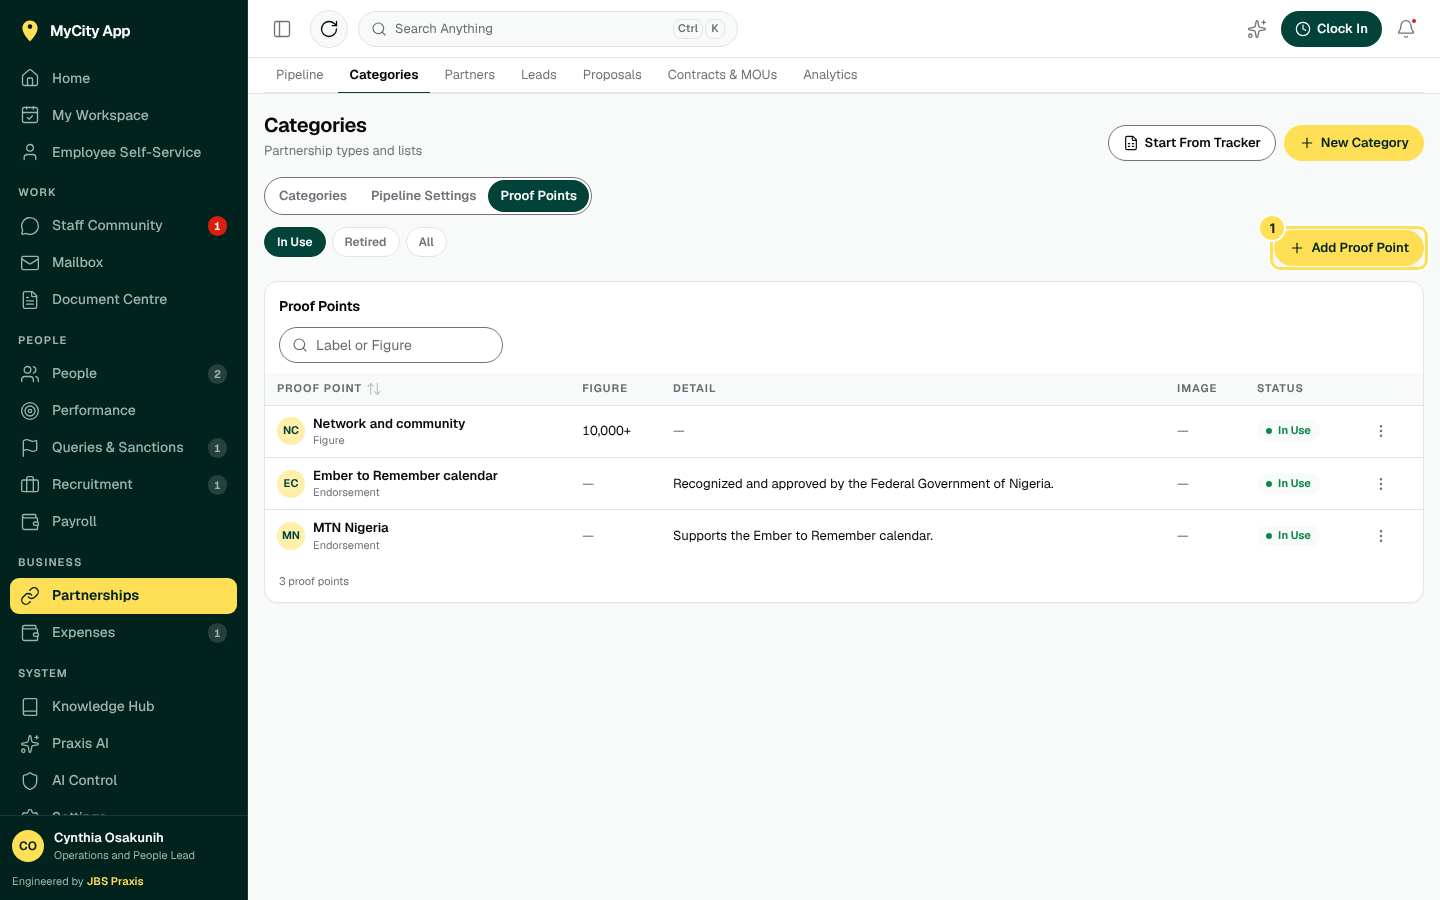 MyCity App
Home
My Workspace
Employee Self-Service
WORK
Staff Community 1
Mailbox
Document Centre
PEOPLE
People 2
Performance
Queries & Sanctions 1
Recruitment 1
Payroll
BUSINESS
Partnerships
Expenses 1
SYSTEM
Knowledge Hub
Praxis AI
AI Control
CO Cynthia Osakunih
Operations and People Lead
Engineered by JBS Praxis
Search Anything Ctrl K
Clock In
Pipeline Categories Partners Leads Proposals Contracts & MOUs Analytics
Categories
Partnership types and lists
Start From Tracker New Category
Categories Pipeline Settings Proof Points
In Use Retired All
1 Add Proof Point
Proof Points
Label or Figure
PROOF POINT FIGURE DETAIL IMAGE STATUS
NC Network and community 10,000+ — — In Use
Figure
EC Ember to Remember calendar — Recognized and approved by the Federal Government of Nigeria. — In Use
Endorsement
MN MTN Nigeria — Supports the Ember to Remember calendar. — In Use
Endorsement
3 proof points